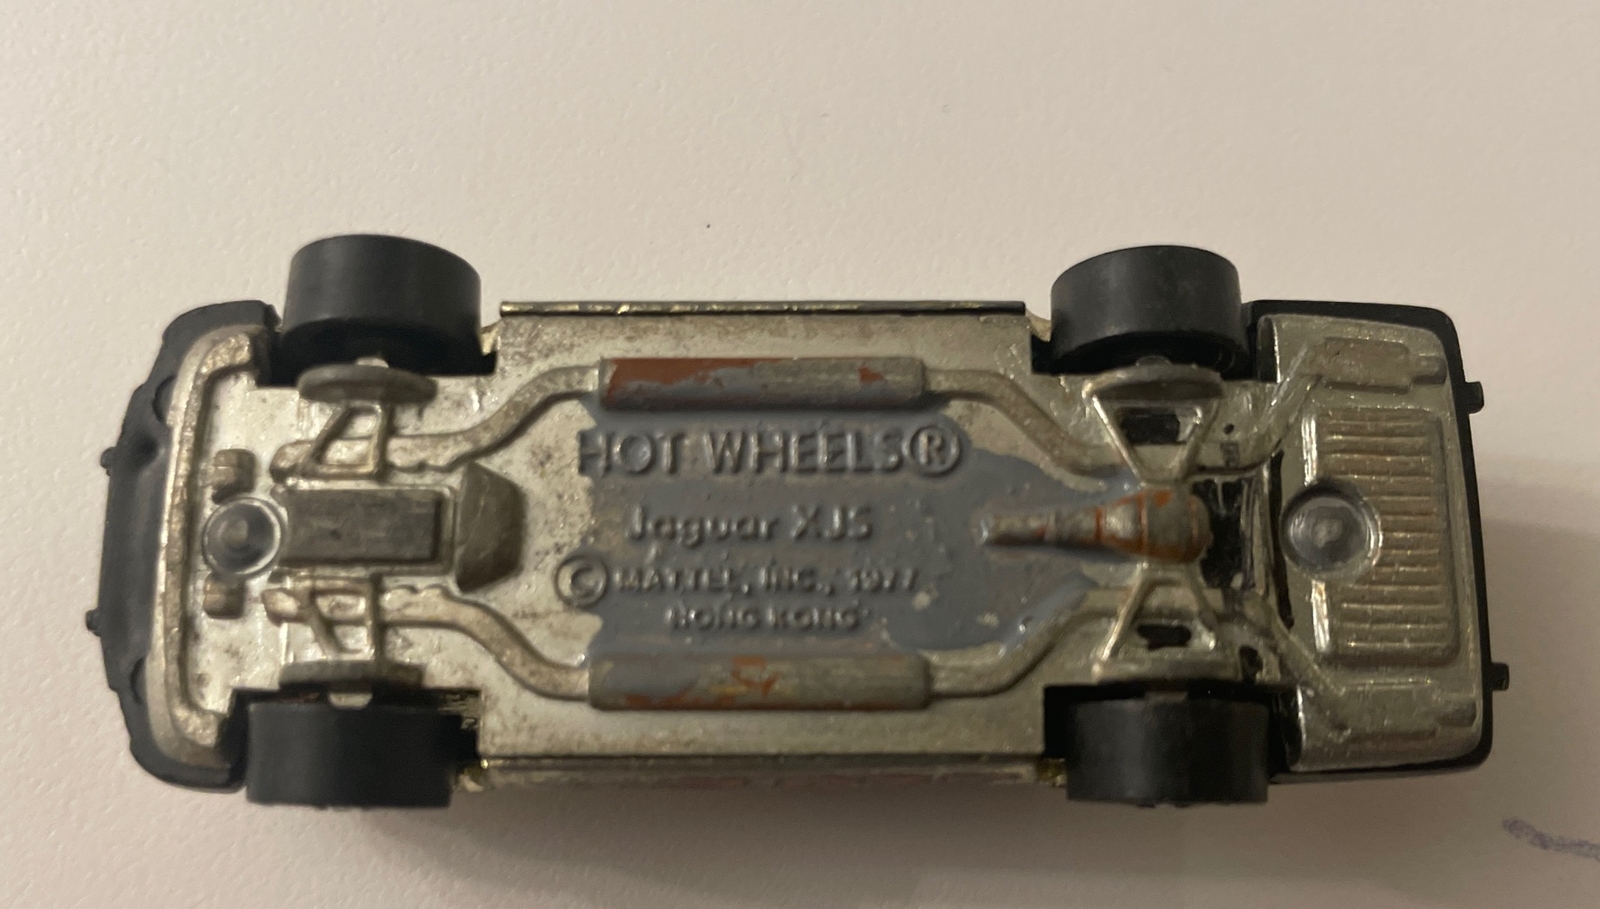 HOT WHEELS®
Jaguar XJS
© MATTEL, INC., 1977
HONG KONG